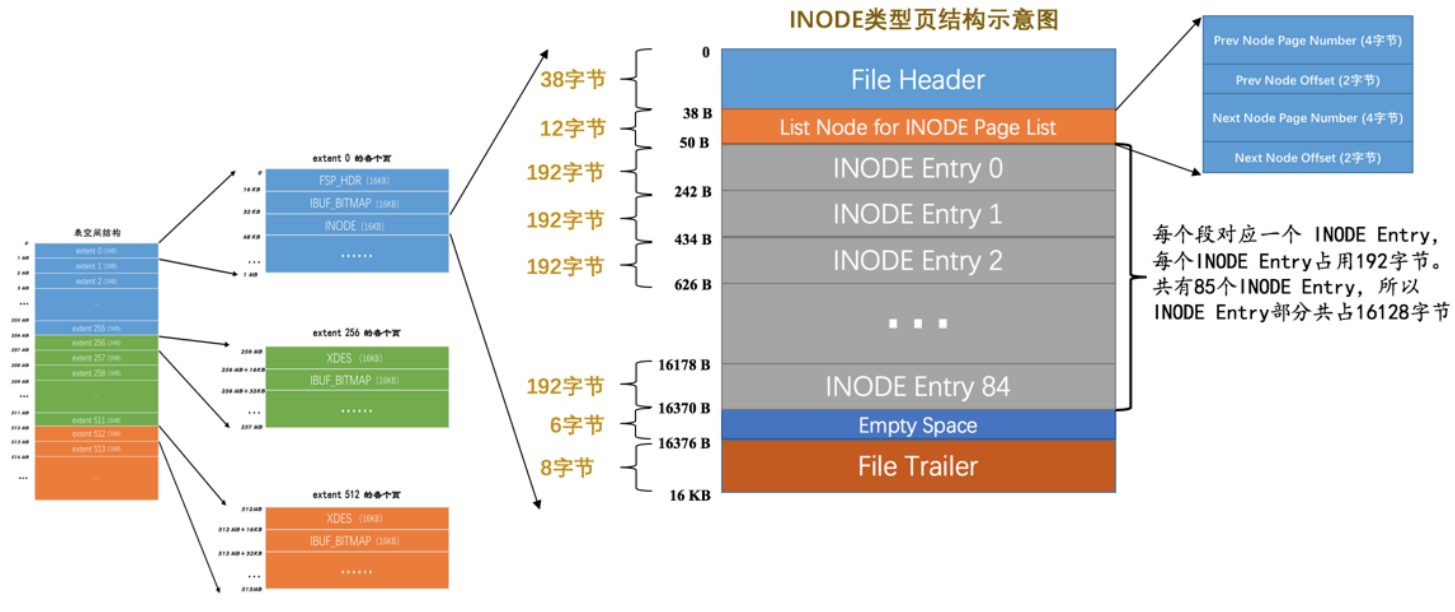 INODE类型页结构示意图
表空间结构
0
extent 0 (1MB)
1 MB
extent 1 (1MB)
2 MB
extent 2 (1MB)
3 MB
...
...
255 MB
extent 255 (1MB)
256 MB
extent 256 (1MB)
257 MB
extent 257 (1MB)
258 MB
extent 258 (1MB)
259 MB
...
...
511 MB
extent 511 (1MB)
512 MB
extent 512 (1MB)
513 MB
extent 513 (1MB)
514 MB
...
...
extent 0 的各个页
0
FSP_HDR (16KB)
16 KB
IBUF_BITMAP (16KB)
32 KB
INODE (16KB)
48 KB
......
...
1 MB
extent 256 的各个页
256 MB
XDES (16KB)
256 MB+16KB
IBUF_BITMAP (16KB)
256 MB+32KB
......
...
257 MB
extent 512 的各个页
512MB
XDES (16KB)
512 MB+16KB
IBUF_BITMAP (16KB)
512 MB+32KB
......
...
513MB
0
38字节
File Header
38 B
12字节
List Node for INODE Page List
50 B
192字节
INODE Entry 0
242 B
192字节
INODE Entry 1
434 B
192字节
INODE Entry 2
626 B
...
16178 B
192字节
INODE Entry 84
16370 B
6字节
Empty Space
16376 B
8字节
File Trailer
16 KB
Prev Node Page Number (4字节)
Prev Node Offset (2字节)
Next Node Page Number (4字节)
Next Node Offset (2字节)
每个段对应一个 INODE Entry,
每个INODE Entry占用192字节。
共有85个INODE Entry, 所以
INODE Entry部分共占16128字节